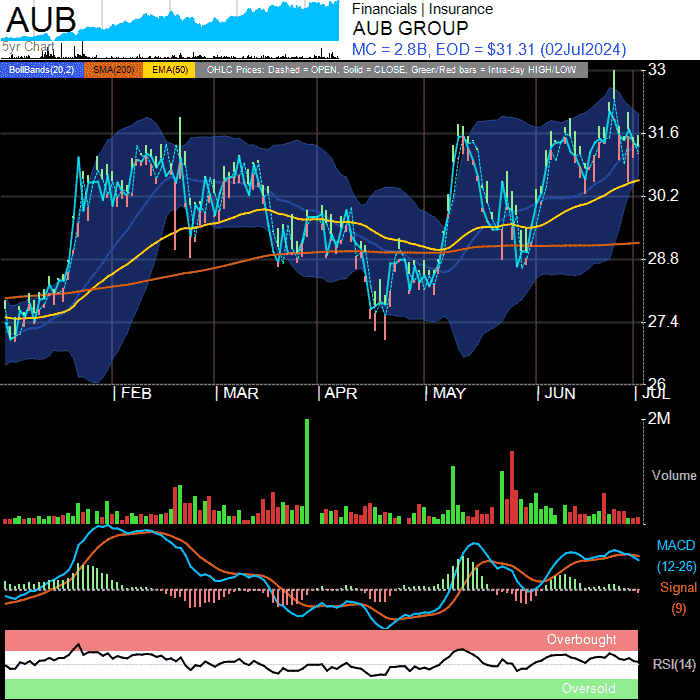 AUB
5yr Chart
Financials | Insurance
AUB GROUP
MC = 2.8B, EOD = $31.31 (02Jul2024)
BollBands(20,2) SMA(200) EMA(50) OHLC Prices: Dashed = OPEN, Solid = CLOSE, Green/Red bars = Intra-day HIGH/LOW
33
31.6
30.2
28.8
27.4
26
FEB MAR APR MAY JUN JUL
2M
Volume
MACD
(12-26)
Signal
(9)
Overbought
RSI(14)
Oversold